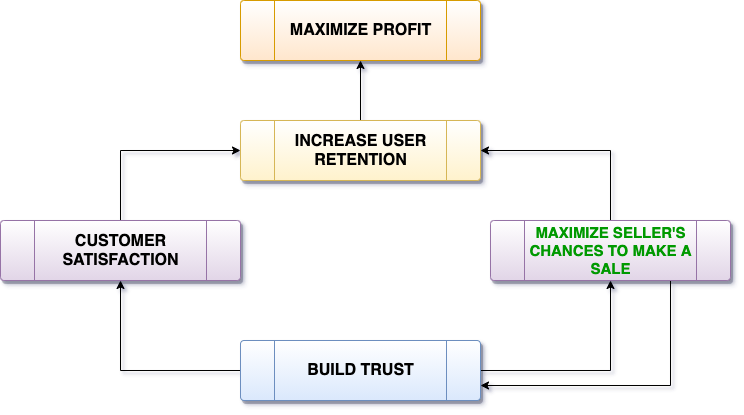 MAXIMIZE PROFIT
INCREASE USER
RETENTION
CUSTOMER
SATISFACTION
MAXIMIZE SELLER'S
CHANCES TO MAKE A
SALE
BUILD TRUST